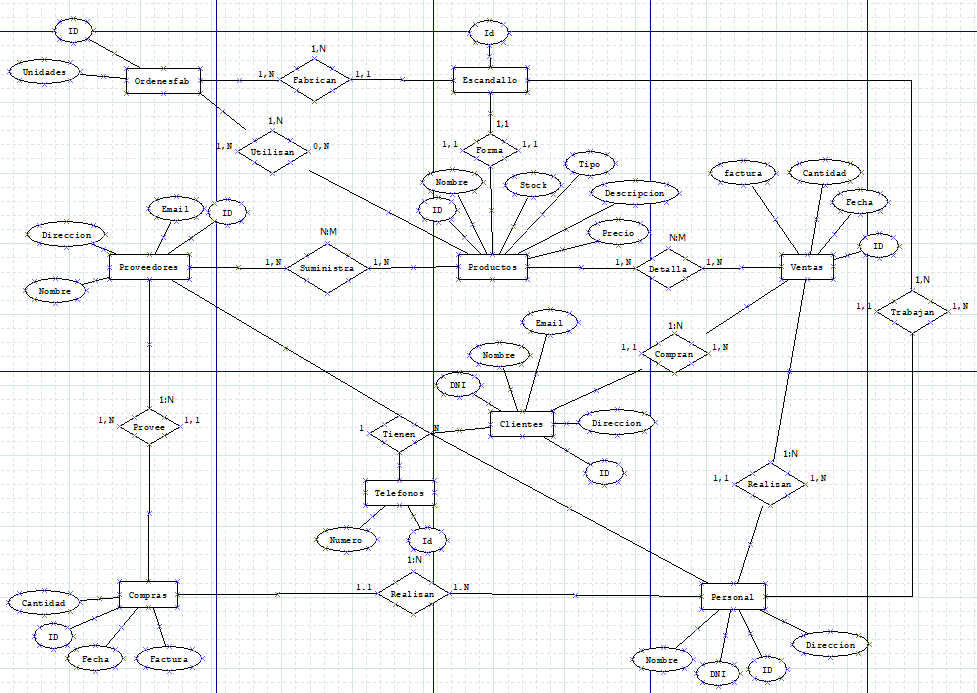 ID
Id
1,N
Unidades
Ordenesfab
1,N
Fabrican
1,1
Escandallo
1,N
1,1
1,N
Utilizan
0,N
1,1
Forma
1,1
Tipo
Nombre
Stock
Descripcion
factura
Cantidad
Fecha
Email
ID
ID
Direccion
N:M
Precio
N:M
ID
Proveedores
1,N
Suministra
1,N
Productos
1,N
Detalla
1,N
Ventas
Nombre
1,N
1,1
Trabajan
1,N
Email
1:N
Nombre
1,1
Compran
1,N
DNI
1:N
1,N
Provee
1,1
1
Tienen
N
Clientes
Direccion
1:N
ID
1,1
Realizan
1,N
Telefonos
Numero
Id
1:N
Compras
1.1
Realizan
1.N
Personal
Cantidad
ID
Fecha
Factura
Nombre
DNI
ID
Direccion